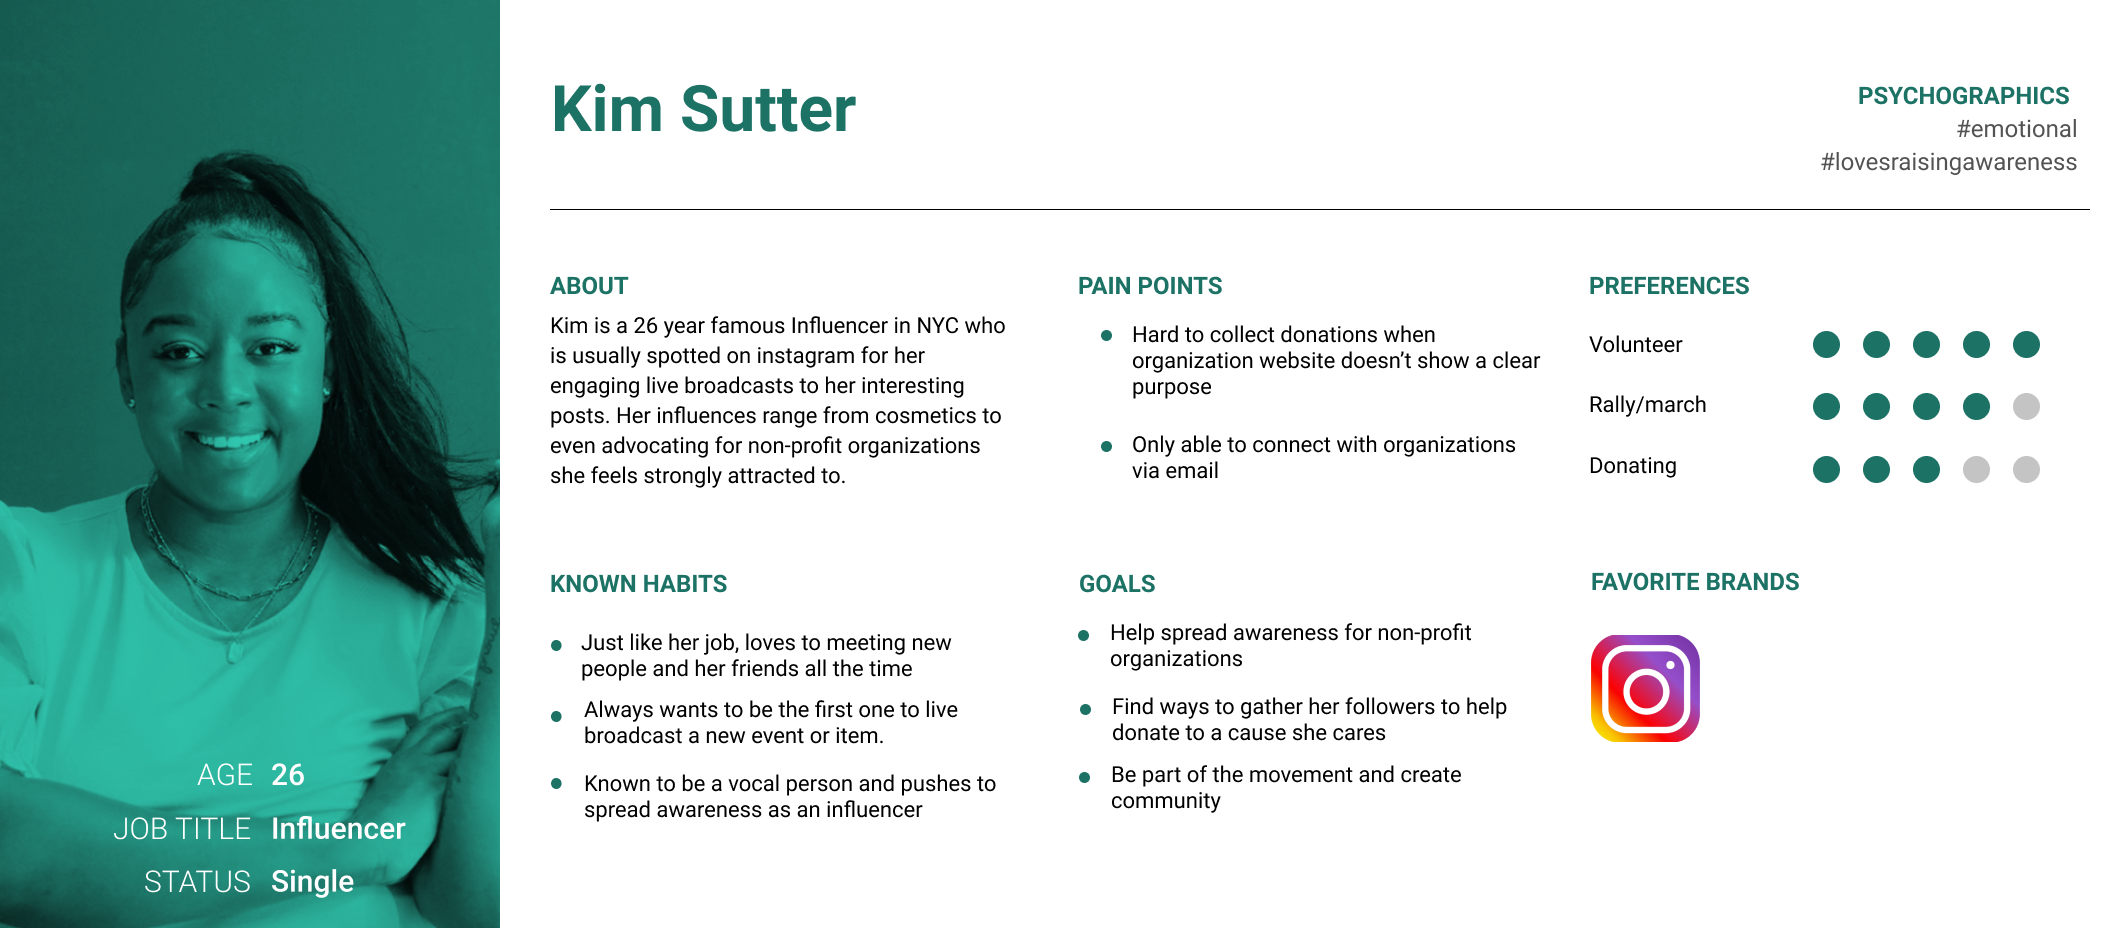 Kim Sutter
PSYCHOGRAPHICS
#emotional
#lovesraisingawareness
ABOUT
Kim is a 26 year famous Influencer in NYC who
is usually spotted on instagram for her
engaging live broadcasts to her interesting
posts. Her influences range from cosmetics to
even advocating for non-profit organizations
she feels strongly attracted to.
PAIN POINTS
Hard to collect donations when
organization website doesn’t show a clear
purpose
Only able to connect with organizations
via email
PREFERENCES
Volunteer
Rally/march
Donating
KNOWN HABITS
Just like her job, loves to meeting new
people and her friends all the time
Always wants to be the first one to live
broadcast a new event or item.
Known to be a vocal person and pushes to
spread awareness as an influencer
GOALS
Help spread awareness for non-profit
organizations
Find ways to gather her followers to help
donate to a cause she cares
Be part of the movement and create
community
FAVORITE BRANDS
AGE 26
JOB TITLE Influencer
STATUS Single